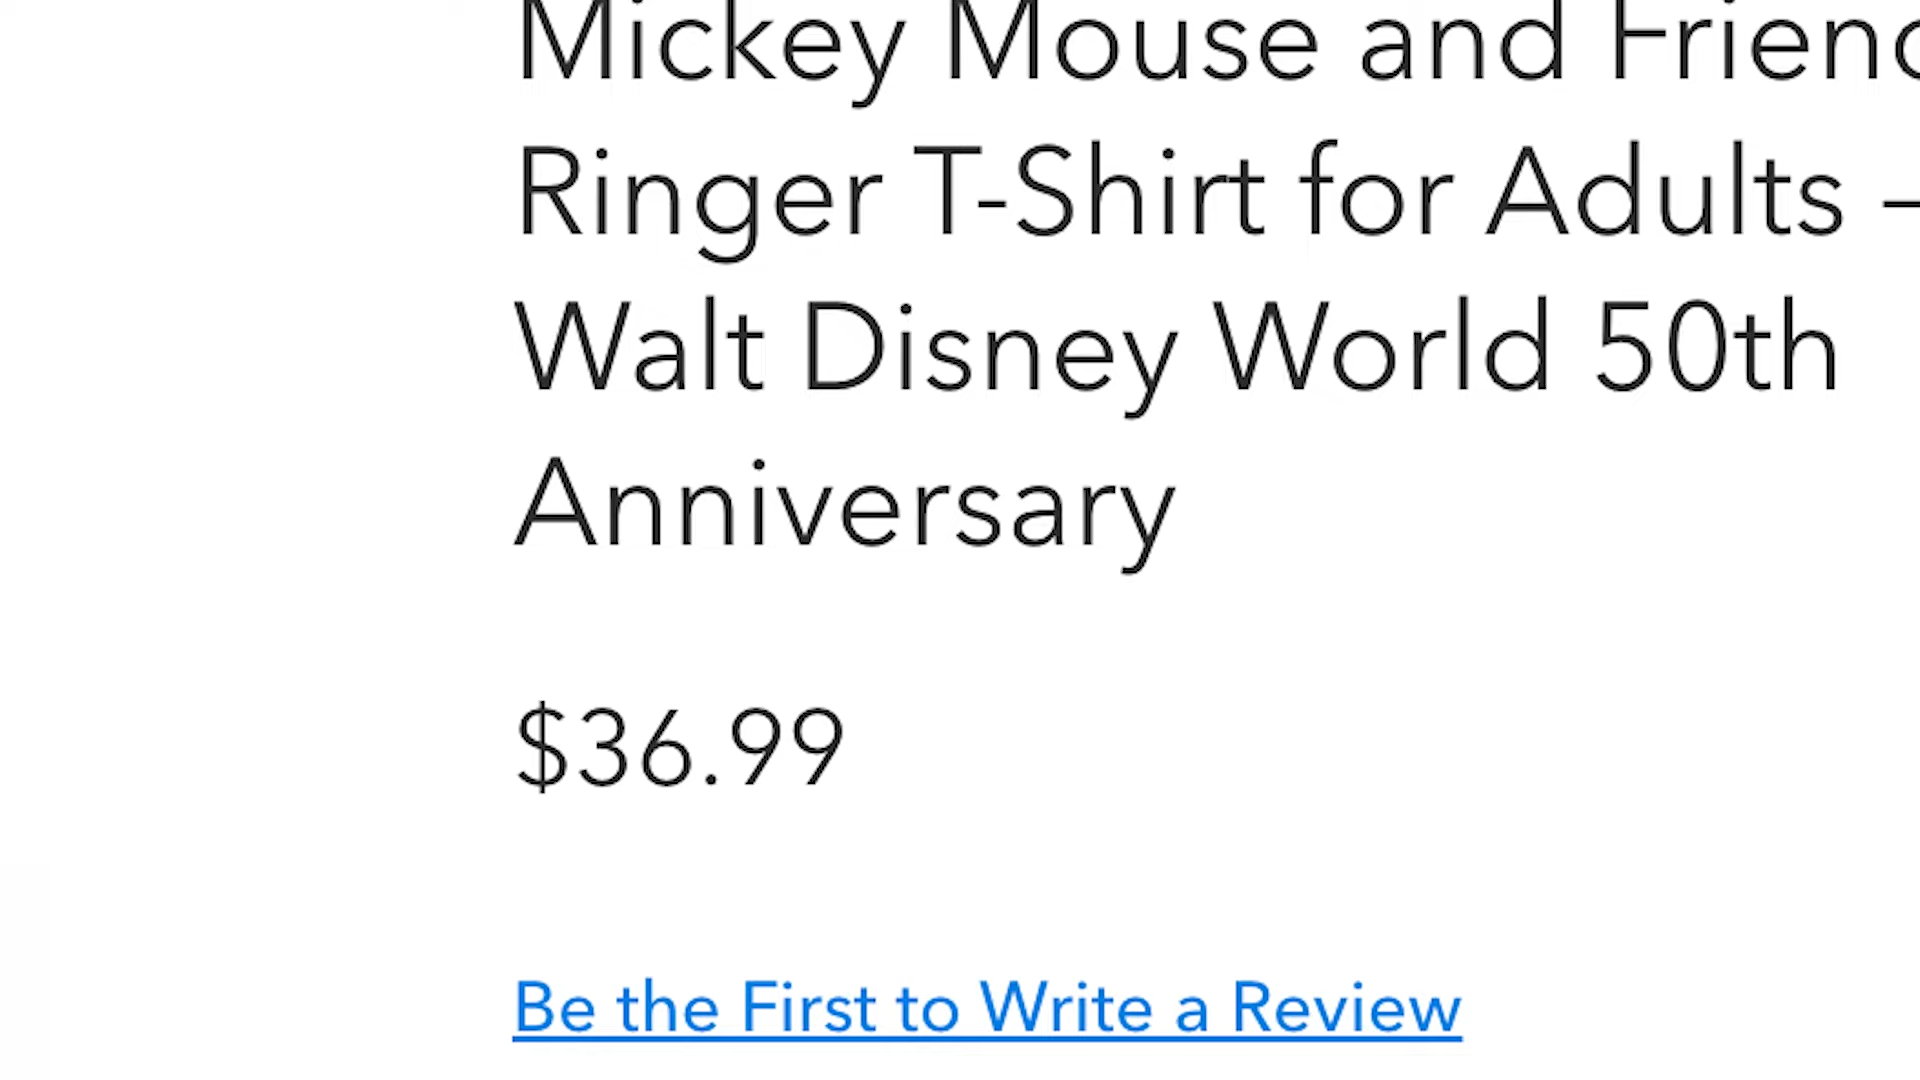 Mickey Mouse and Friend
Ringer T-Shirt for Adults –
Walt Disney World 50th
Anniversary
$36.99
Be the First to Write a Review